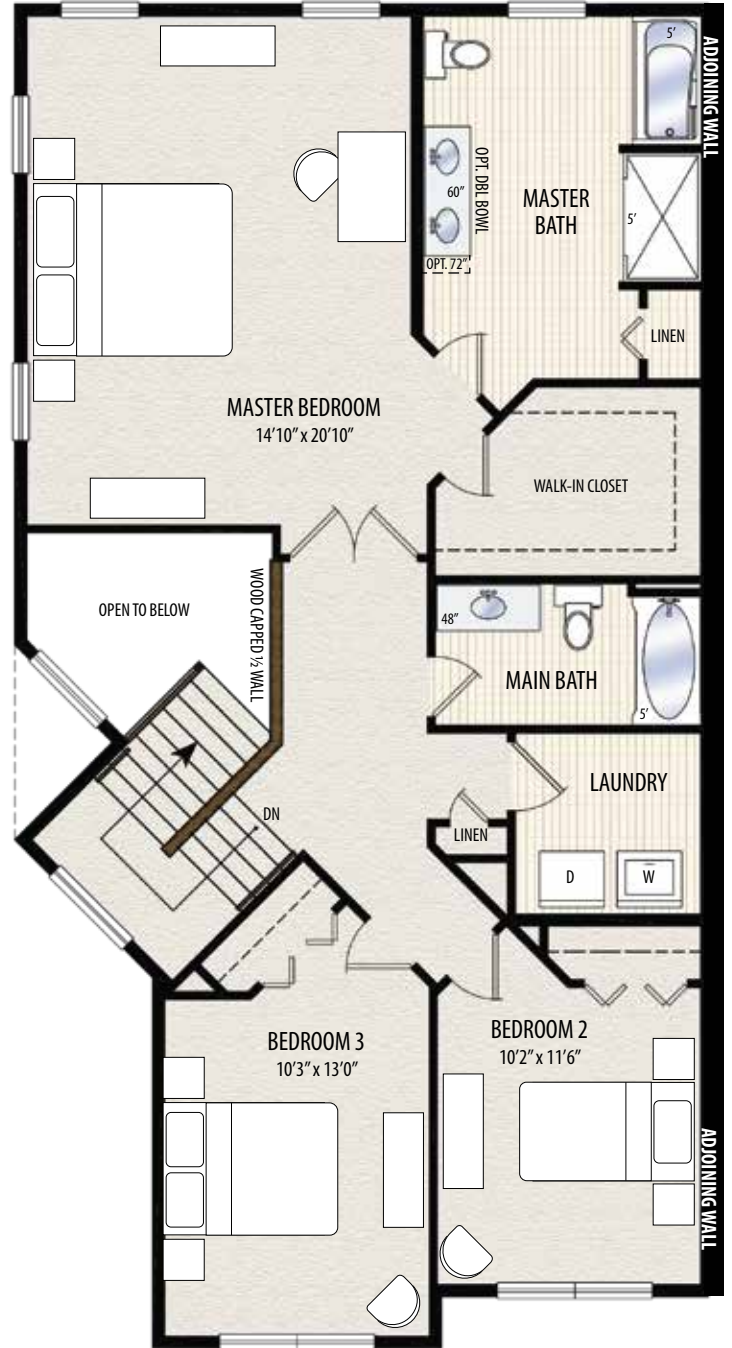 5'
ADJOINING WALL
OPT. DBL BOWL
60"
MASTER
BATH
5'
OPT. 72"
LINEN
MASTER BEDROOM
14'10" x 20'10"
WALK-IN CLOSET
OPEN TO BELOW
WOOD CAPPED ½ WALL
48"
MAIN BATH
5'
LAUNDRY
DN
LINEN
D
W
BEDROOM 3
10'3" x 13'0"
BEDROOM 2
10'2" x 11'6"
ADJOINING WALL